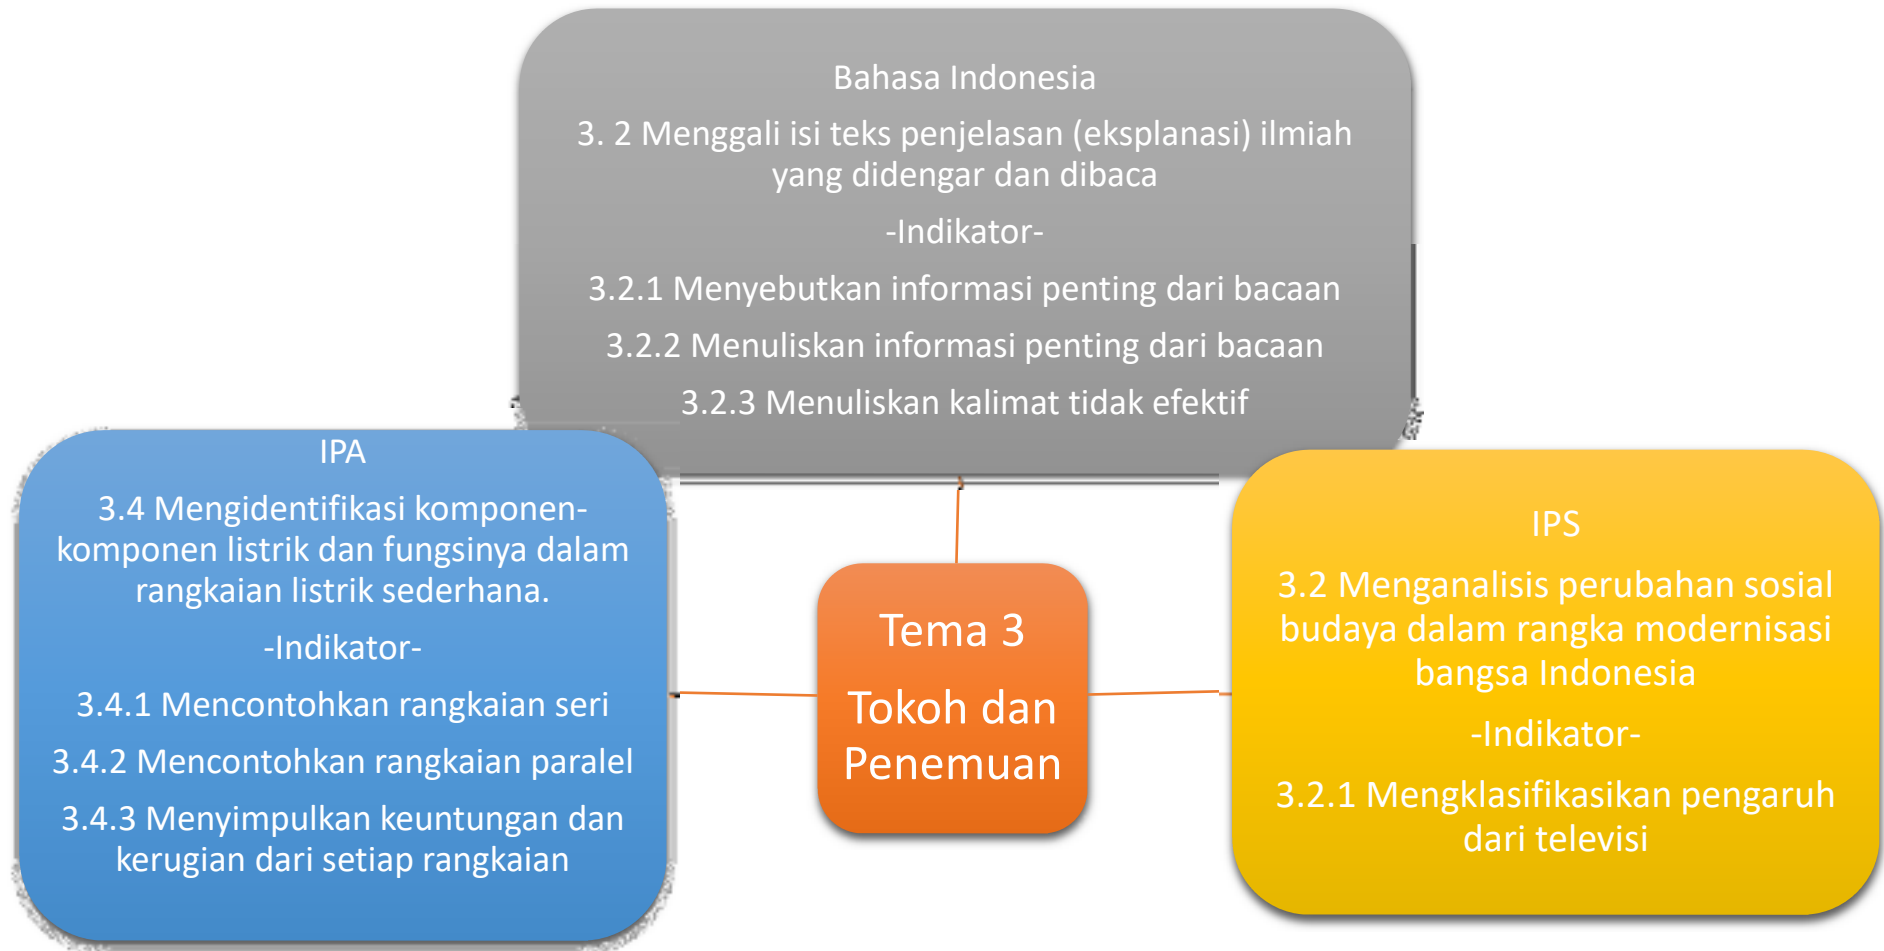 Bahasa Indonesia
3. 2 Menggali isi teks penjelasan (eksplanasi) ilmiah
yang didengar dan dibaca
-Indikator-
3.2.1 Menyebutkan informasi penting dari bacaan
3.2.2 Menuliskan informasi penting dari bacaan
3.2.3 Menuliskan kalimat tidak efektif
IPA
3.4 Mengidentifikasi komponen-
komponen listrik dan fungsinya dalam
rangkaian listrik sederhana.
-Indikator-
3.4.1 Mencontohkan rangkaian seri
3.4.2 Mencontohkan rangkaian paralel
3.4.3 Menyimpulkan keuntungan dan
kerugian dari setiap rangkaian
Tema 3
Tokoh dan
Penemuan
IPS
3.2 Menganalisis perubahan sosial
budaya dalam rangka modernisasi
bangsa Indonesia
-Indikator-
3.2.1 Mengklasifikasikan pengaruh
dari televisi